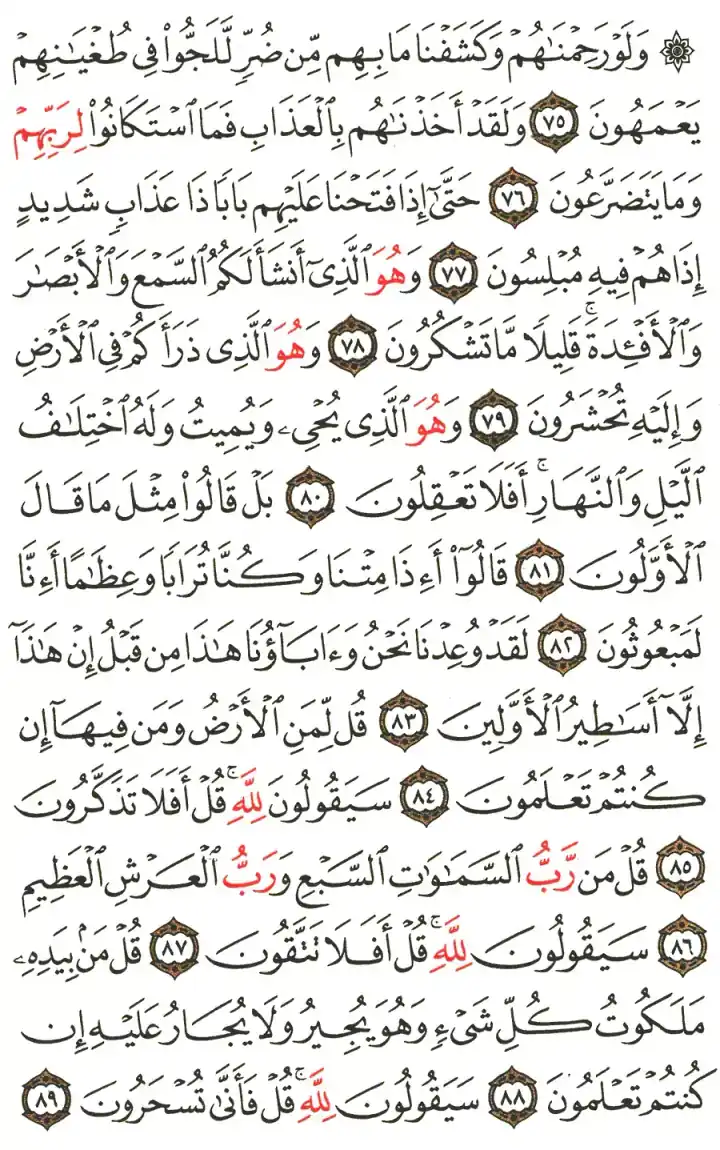 ۞ وَلَوْ رَحِمْنَٰهُمْ وَكَشَفْنَا مَا بِهِم مِّن ضُرٍّ لَّلَجُّوا۟ فِى طُغْيَٰنِهِمْ
يَعْمَهُونَ ٧٥ وَلَقَدْ أَخَذْنَٰهُم بِٱلْعَذَابِ فَمَا ٱسْتَكَانُوا۟ لِرَبِّهِمْ
وَمَا يَتَضَرَّعُونَ ٧٦ حَتَّىٰٓ إِذَا فَتَحْنَا عَلَيْهِم بَابًا ذَا عَذَابٍ شَدِيدٍ
إِذَا هُمْ فِيهِ مُبْلِسُونَ ٧٧ وَهُوَ ٱلَّذِىٓ أَنشَأَ لَكُمُ ٱلسَّمْعَ وَٱلْأَبْصَٰرَ
وَٱلْأَفْـِٔدَةَ ۚ قَلِيلًا مَّا تَشْكُرُونَ ٧٨ وَهُوَ ٱلَّذِى ذَرَأَكُمْ فِى ٱلْأَرْضِ
وَإِلَيْهِ تُحْشَرُونَ ٧٩ وَهُوَ ٱلَّذِى يُحْىِۦ وَيُمِيتُ وَلَهُ ٱخْتِلَٰفُ
ٱلَّيْلِ وَٱلنَّهَارِ ۚ أَفَلَا تَعْقِلُونَ ٨٠ بَلْ قَالُوا۟ مِثْلَ مَا قَالَ
ٱلْأَوَّلُونَ ٨١ قَالُوٓا۟ أَءِذَا مِتْنَا وَكُنَّا تُرَابًا وَعِظَٰمًا أَءِنَّا
لَمَبْعُوثُونَ ٨٢ لَقَدْ وُعِدْنَا نَحْنُ وَءَابَآؤُنَا هَٰذَا مِن قَبْلُ إِنْ هَٰذَآ
إِلَّآ أَسَٰطِيرُ ٱلْأَوَّلِينَ ٨٣ قُل لِّمَنِ ٱلْأَرْضُ وَمَن فِيهَآ إِن
كُنتُمْ تَعْلَمُونَ ٨٤ سَيَقُولُونَ لِلَّهِ ۚ قُلْ أَفَلَا تَذَكَّرُونَ
٨٥ قُلْ مَن رَّبُّ ٱلسَّمَٰوَٰتِ ٱلسَّبْعِ وَرَبُّ ٱلْعَرْشِ ٱلْعَظِيمِ
٨٦ سَيَقُولُونَ لِلَّهِ ۚ قُلْ أَفَلَا تَتَّقُونَ ٨٧ قُلْ مَنۢ بِيَدِهِۦ
مَلَكُوتُ كُلِّ شَىْءٍ وَهُوَ يُجِيرُ وَلَا يُجَارُ عَلَيْهِ إِن
كُنتُمْ تَعْلَمُونَ ٨٨ سَيَقُولُونَ لِلَّهِ ۚ قُلْ فَأَنَّىٰ تُسْحَرُونَ ٨٩